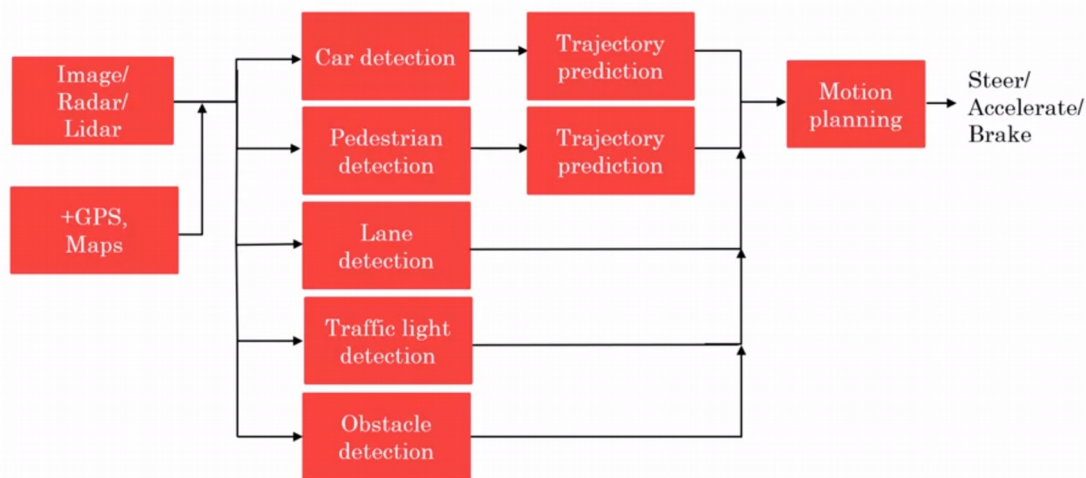 Image/
Radar/
Lidar
+GPS,
Maps
Car detection
Trajectory
prediction
Pedestrian
detection
Trajectory
prediction
Lane
detection
Traffic light
detection
Obstacle
detection
Motion
planning
Steer/
Accelerate/
Brake